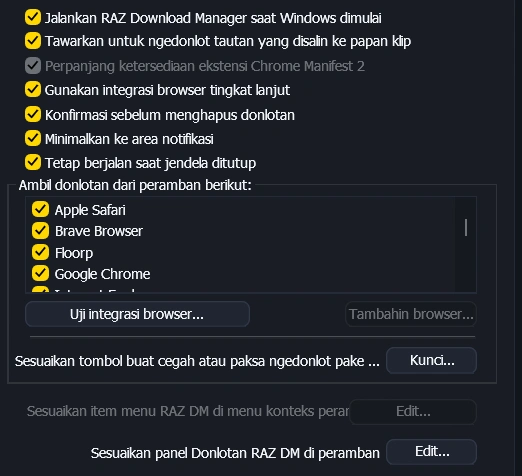 Jalankan RAZ Download Manager saat Windows dimulai
Tawarkan untuk ngedonlot tautan yang disalin ke papan klip
Perpanjang ketersediaan ekstensi Chrome Manifest 2
Gunakan integrasi browser tingkat lanjut
Konfirmasi sebelum menghapus donlotan
Minimalkan ke area notifikasi
Tetap berjalan saat jendela ditutup
Ambil donlotan dari peramban berikut:
Apple Safari
Brave Browser
Floorp
Google Chrome
Uji integrasi browser...
Tambahin browser...
Sesuaikan tombol buat cegah atau paksa ngedonlot pake ...
Kunci...
Sesuaikan item menu RAZ DM di menu konteks perar
Edit...
Sesuaikan panel Donlotan RAZ DM di peramban
Edit...